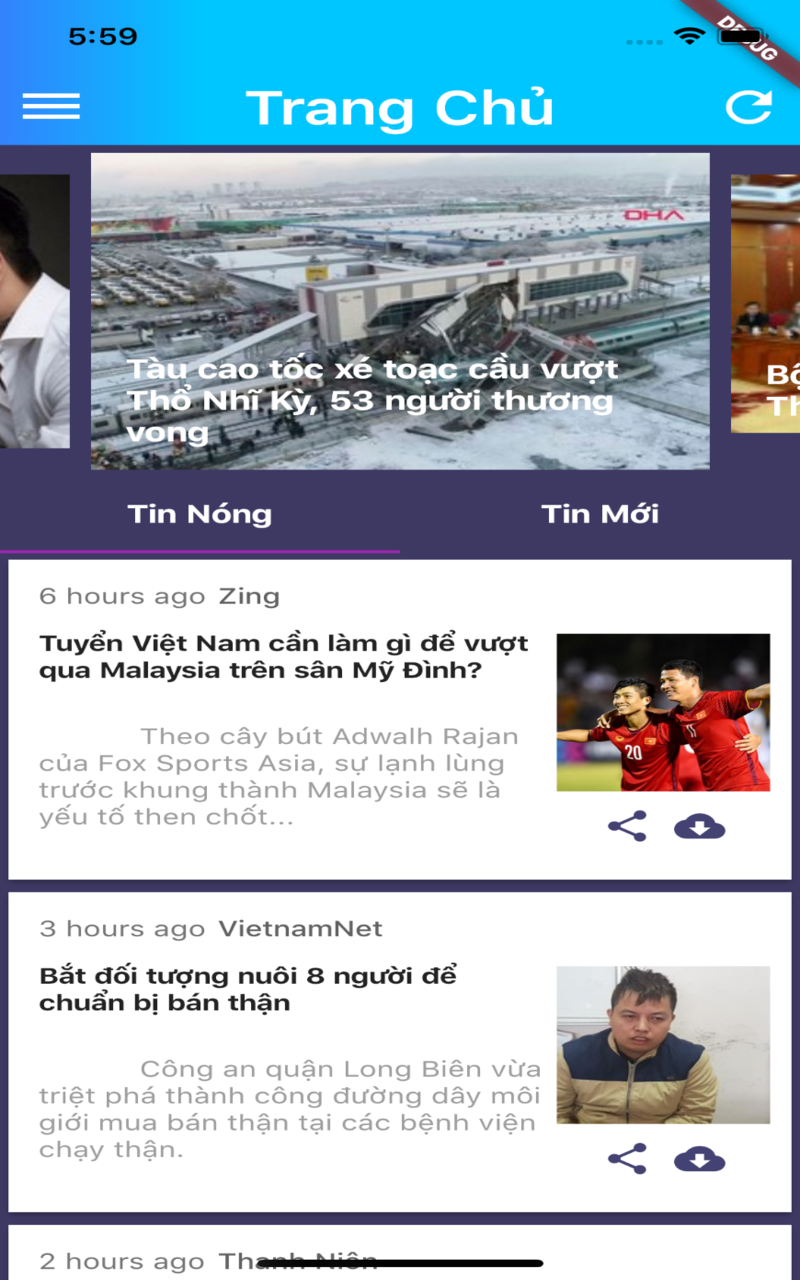 5:59
DEBUG
Trang Chủ
DHA
Tàu cao tốc xé toạc cầu vượt
Thổ Nhĩ Kỳ, 53 người thương
vong
Bộ
Tin Nóng
Tin Mới
6 hours ago Zing
Tuyển Việt Nam cần làm gì để vượt
qua Malaysia trên sân Mỹ Đình?
Theo cây bút Adwalh Rajan
của Fox Sports Asia, sự lạnh lùng
trước khung thành Malaysia sẽ là
yếu tố then chốt...
20
11
3 hours ago VietnamNet
Bắt đối tượng nuôi 8 người để
chuẩn bị bán thận
Công an quận Long Biên vừa
triệt phá thành công đường dây môi
giới mua bán thận tại các bệnh viện
chạy thận.
2 hours ago Thanh Niên